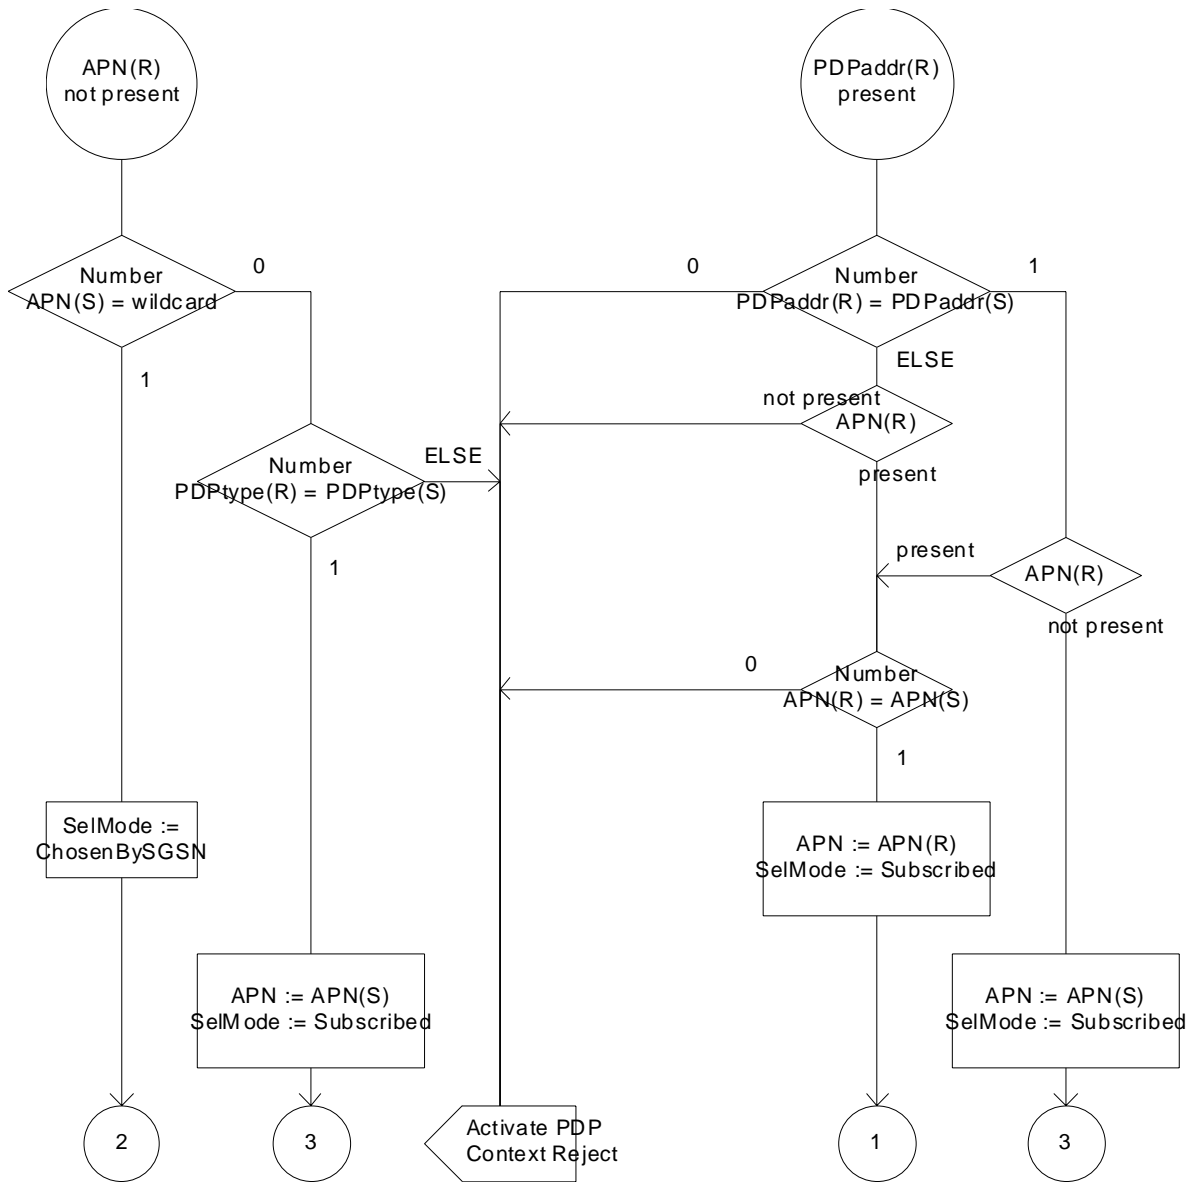 APN(R)
not present
PDPaddr(R)
present
0
0
1
Number
APN(S) = wildcard
Number
PDPaddr(R) = PDPaddr(S)
1
ELSE
not present
APN(R)
ELSE
Number
PDPtype(R) = PDPtype(S)
present
1
present
APN(R)
not present
0
Number
APN(R) = APN(S)
1
SelMode :=
ChosenBySGSN
APN := APN(R)
SelMode := Subscribed
APN := APN(S)
SelMode := Subscribed
APN := APN(S)
SelMode := Subscribed
2
3
Activate PDP
Context Reject
1
3